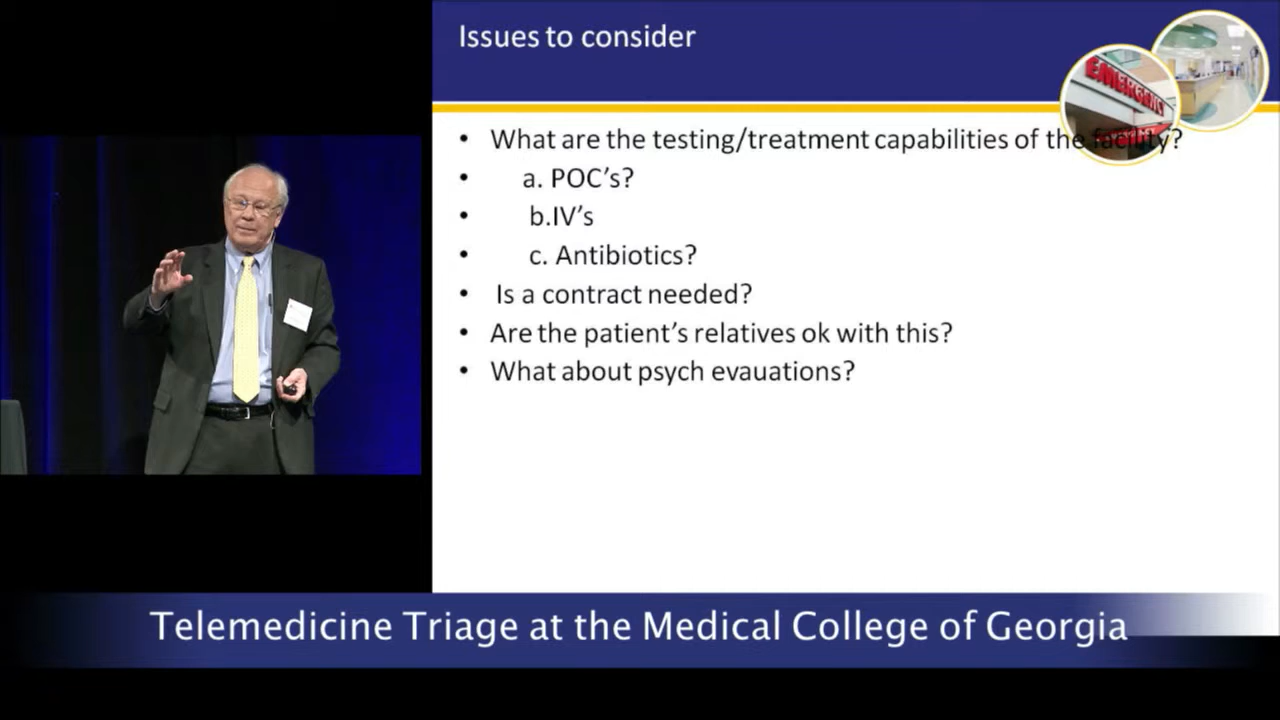 Issues to consider
EMERGENCY
• What are the testing/treatment capabilities of the facility?
• a. POC's?
• b.IV's
• c. Antibiotics?
• Is a contract needed?
• Are the patient's relatives ok with this?
• What about psych evauations?
Telemedicine Triage at the Medical College of Georgia